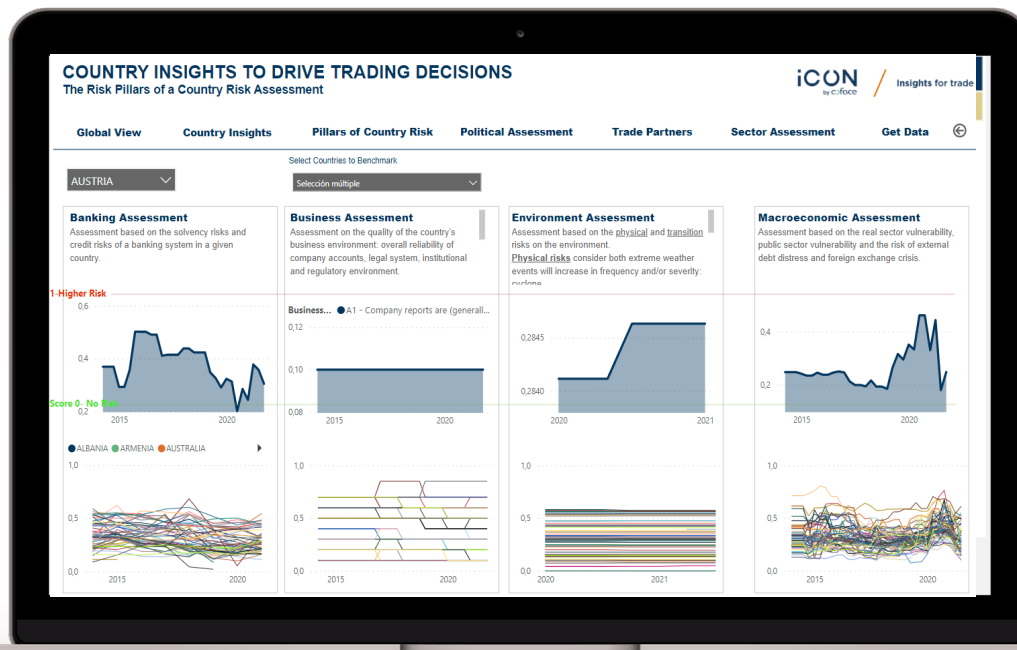 COUNTRY INSIGHTS TO DRIVE TRADING DECISIONS
The Risk Pillars of a Country Risk Assessment
iCON
by coface
Insights for trade
Global View Country Insights Pillars of Country Risk Political Assessment Trade Partners Sector Assessment Get Data
Select Countries to Benchmark
AUSTRIA
Selección múltiple
Banking Assessment
Assessment based on the solvency risks and
credit risks of a banking system in a given
country.
Business Assessment
Assessment on the quality of the country's
business environment: overall reliability of
company accounts, legal system, institutional
and regulatory environment.
Environment Assessment
Assessment based on the physical and transition
risks on the environment.
Physical risks consider both extreme weather
events will increase in frequency and/or severity:
cyclone
Macroeconomic Assessment
Assessment based on the real sector vulnerability,
public sector vulnerability and the risk of external
debt distress and foreign exchange crisis.
1-Higher Risk
0,6
0,4
Score 0- No Risk
0,2
2015 2020
Business... A1 - Company reports are (generall...
0,12
0,10
0,08
2015 2020
0,2845
0,2840
2020 2021
0,4
0,2
2015 2020
ALBANIA ARMENIA AUSTRALIA
1,0
0,5
0,0
2015 2020
1,0
0,5
0,0
2015 2020
1,0
0,5
0,0
2020 2021
1,0
0,5
0,0
2015 2020